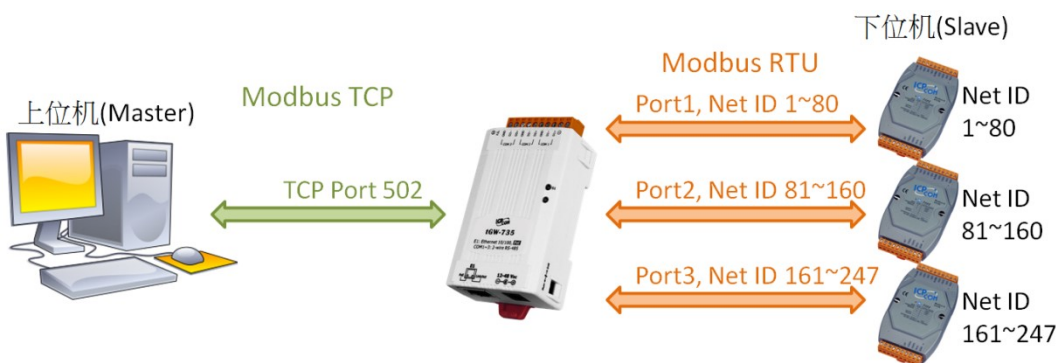 下位机(Slave)
上位机(Master)
Modbus TCP
TCP Port 502
Modbus RTU
Port1, Net ID 1~80
Port2, Net ID 81~160
Port3, Net ID 161~247
Net ID
1~80
Net ID
81~160
Net ID
161~247
tGW-735